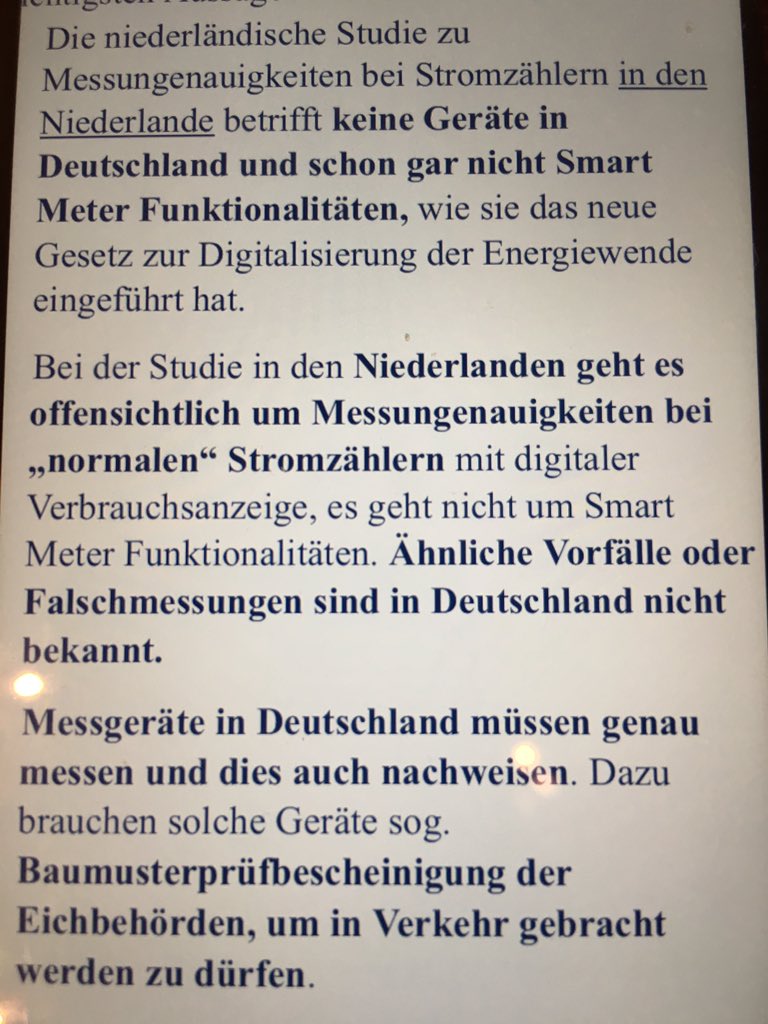 Die niederländische Studie zu
Messungenauigkeiten bei Stromzählern in den
Niederlande betrifft keine Geräte in
Deutschland und schon gar nicht Smart
Meter Funktionalitäten, wie sie das neue
Gesetz zur Digitalisierung der Energiewende
eingeführt hat.
Bei der Studie in den Niederlanden geht es
offensichtlich um Messungenauigkeiten bei
„normalen“ Stromzählern mit digitaler
Verbrauchsanzeige, es geht nicht um Smart
Meter Funktionalitäten. Ähnliche Vorfälle oder
Falschmessungen sind in Deutschland nicht
bekannt.
Messgeräte in Deutschland müssen genau
messen und dies auch nachweisen. Dazu
brauchen solche Geräte sog.
Baumusterprüfbescheinigung der
Eichbehörden, um in Verkehr gebracht
werden zu dürfen.